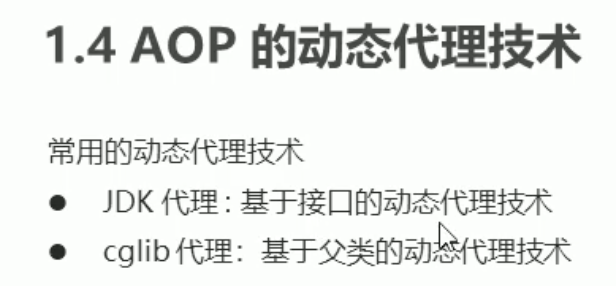 1.4 AOP 的动态代理技术
常用的动态代理技术
● JDK 代理 : 基于接口的动态代理技术
● cglib 代理：基于父类的动态代理技术